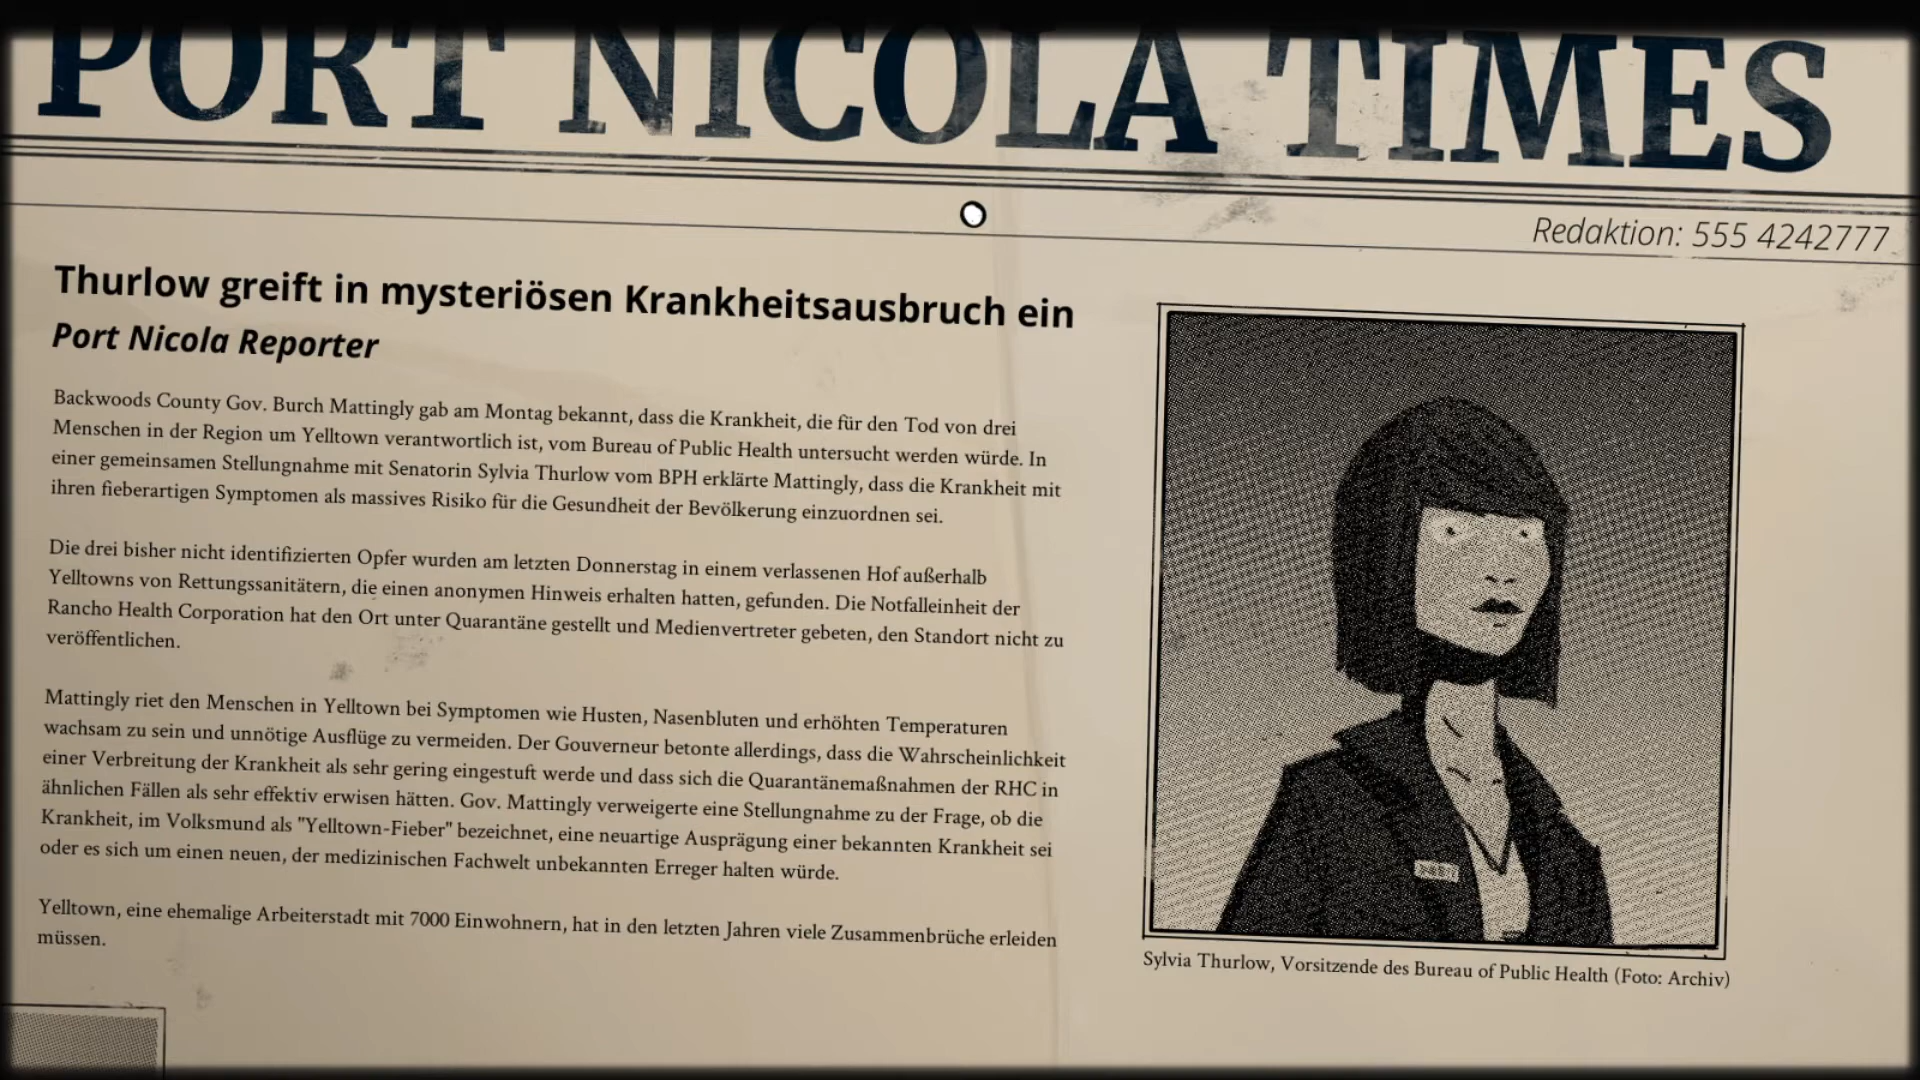 PORT NICOLA TIMES
Redaktion: 555 4242777
Thurlow greift in mysteriösen Krankheitsausbruch ein
Port Nicola Reporter
Backwoods County Gov. Burch Mattingly gab am Montag bekannt, dass die Krankheit, die für den Tod von drei
Menschen in der Region um Yelltown verantwortlich ist, vom Bureau of Public Health untersucht werden würde. In
einer gemeinsamen Stellungnahme mit Senatorin Sylvia Thurlow vom BPH erklärte Mattingly, dass die Krankheit mit
ihren fieberartigen Symptomen als massives Risiko für die Gesundheit der Bevölkerung einzuordnen sei.
Die drei bisher nicht identifizierten Opfer wurden am letzten Donnerstag in einem verlassenen Hof außerhalb
Yelltowns von Rettungssanitätern, die einen anonymen Hinweis erhalten hatten, gefunden. Die Notfalleinheit der
Rancho Health Corporation hat den Ort unter Quarantäne gestellt und Medienvertreter gebeten, den Standort nicht zu
veröffentlichen.
Mattingly riet den Menschen in Yelltown bei Symptomen wie Husten, Nasenbluten und erhöhten Temperaturen
wachsam zu sein und unnötige Ausflüge zu vermeiden. Der Gouverneur betonte allerdings, dass die Wahrscheinlichkeit
einer Verbreitung der Krankheit als sehr gering eingestuft werde und dass sich die Quarantänemaßnahmen der RHC in
ähnlichen Fällen als sehr effektiv erwisen hätten. Gov. Mattingly verweigerte eine Stellungnahme zu der Frage, ob die
Krankheit, im Volksmund als "Yelltown-Fieber" bezeichnet, eine neuartige Ausprägung einer bekannten Krankheit sei
oder es sich um einen neuen, der medizinischen Fachwelt unbekannten Erreger halten würde.
Yelltown, eine ehemalige Arbeiterstadt mit 7000 Einwohnern, hat in den letzten Jahren viele Zusammenbrüche erleiden
müssen.
Sylvia Thurlow, Vorsitzende des Bureau of Public Health (Foto: Archiv)